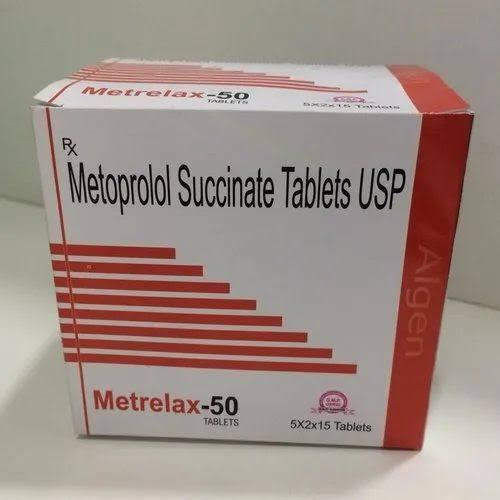 Metrelax-50
TABLETS
5X2x15 Tablets
Rx
Metoprolol Succinate Tablets USP
Algen
Metrelax-50
TABLETS
G.M.P.
5X2x15 Tablets